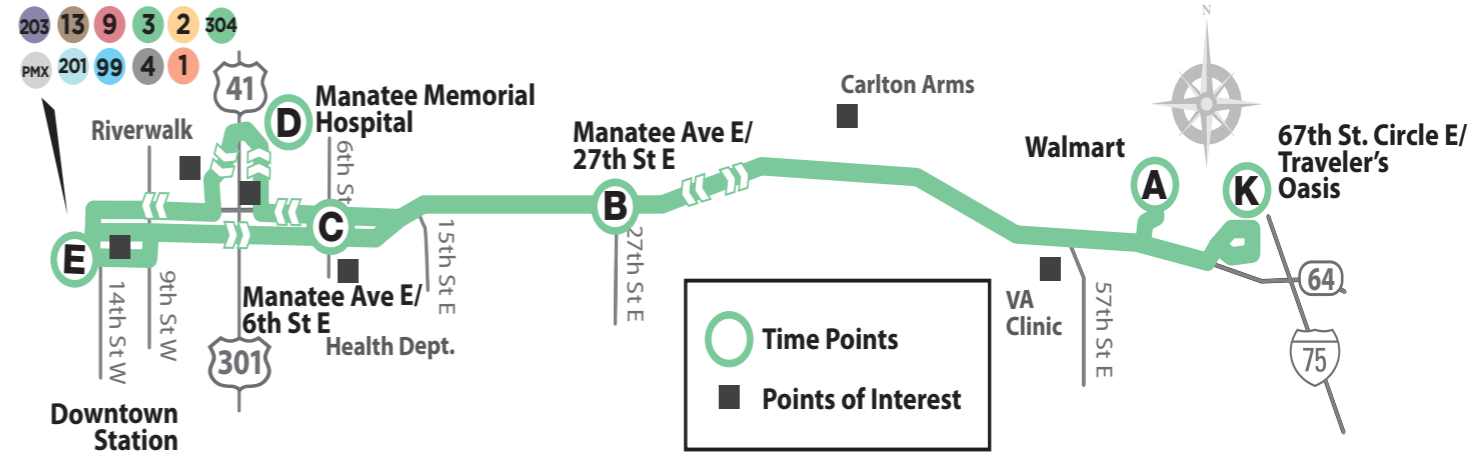 203 13 9 3 2 304
PMX 201 99 4 1
N
41
Riverwalk
D
Manatee Memorial
Hospital
6th St
Manatee Ave E/
27th St E
Carlton Arms
Walmart
67th St. Circle E/
Traveler's
Oasis
A
K
B
C
E
14th St W
9th St W
15th St E
27th St E
57th St E
Manatee Ave E/
6th St E
Health Dept.
301
VA
Clinic
64
75
Downtown
Station
Time Points
Points of Interest